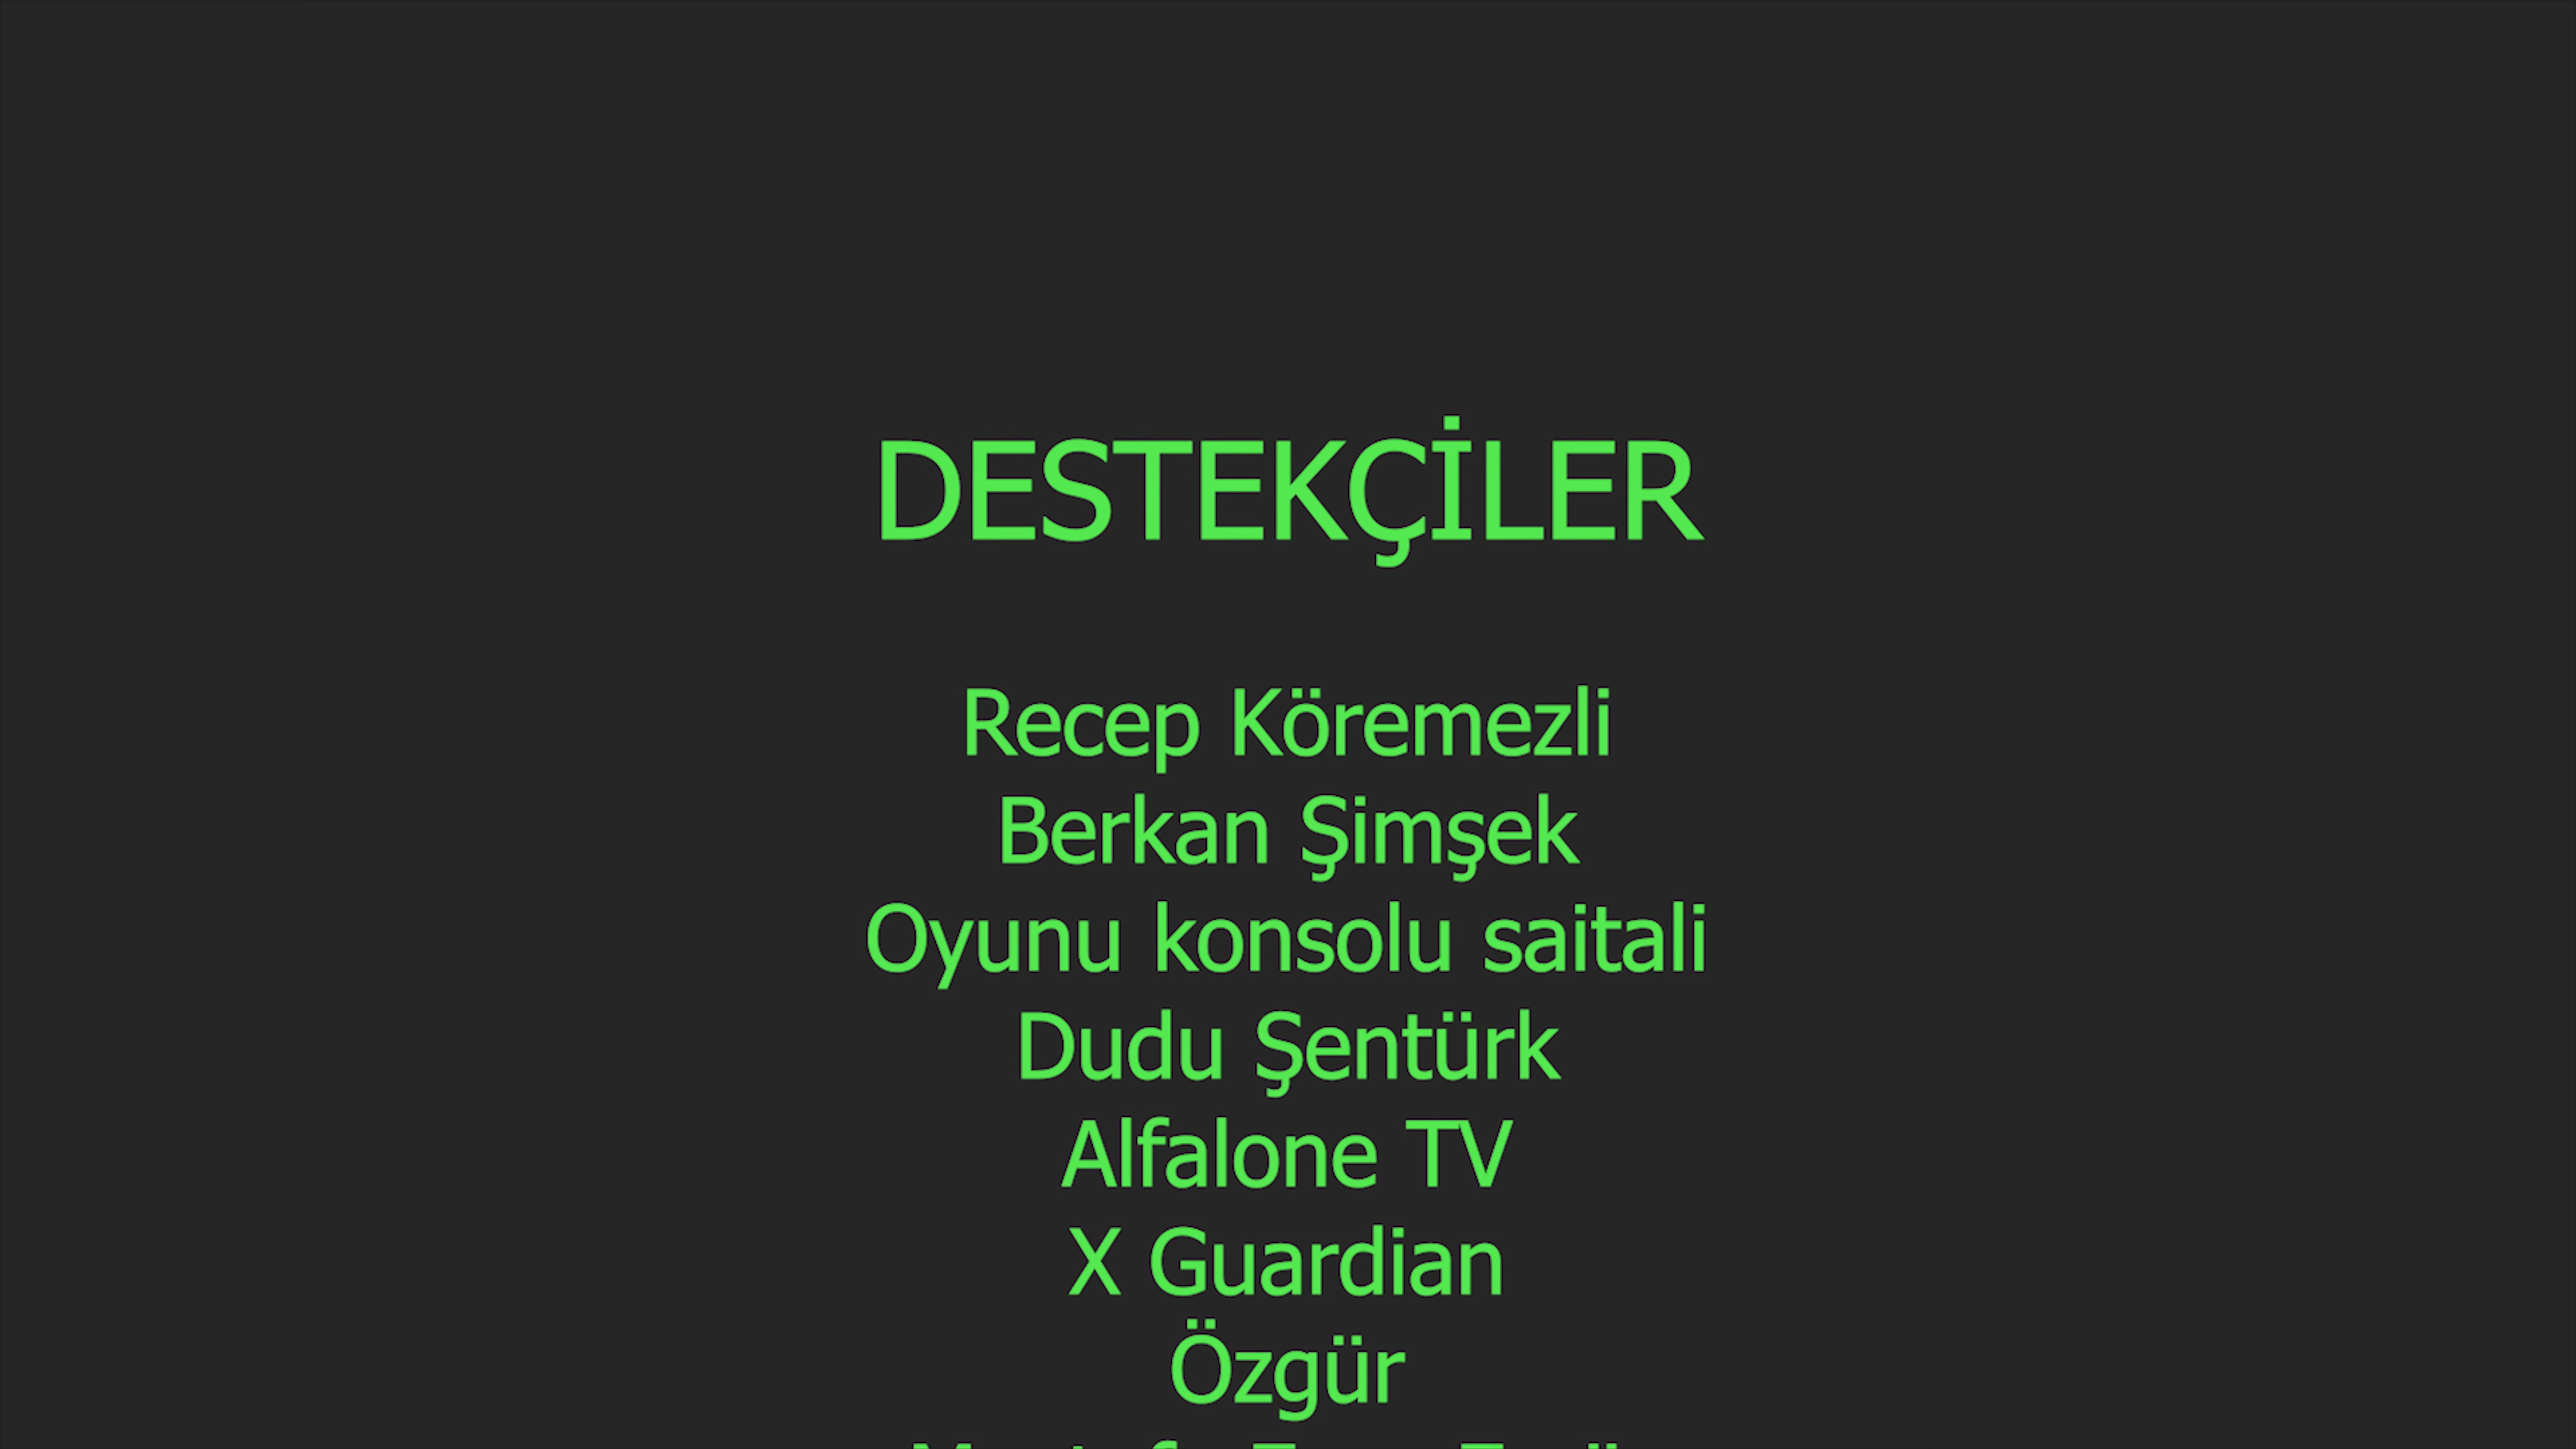 DESTEKÇİLER
Recep Köremezli
Berkan Şimşek
Oyunu konsolu saitali
Dudu Şentürk
Alfalone TV
X Guardian
Özgür